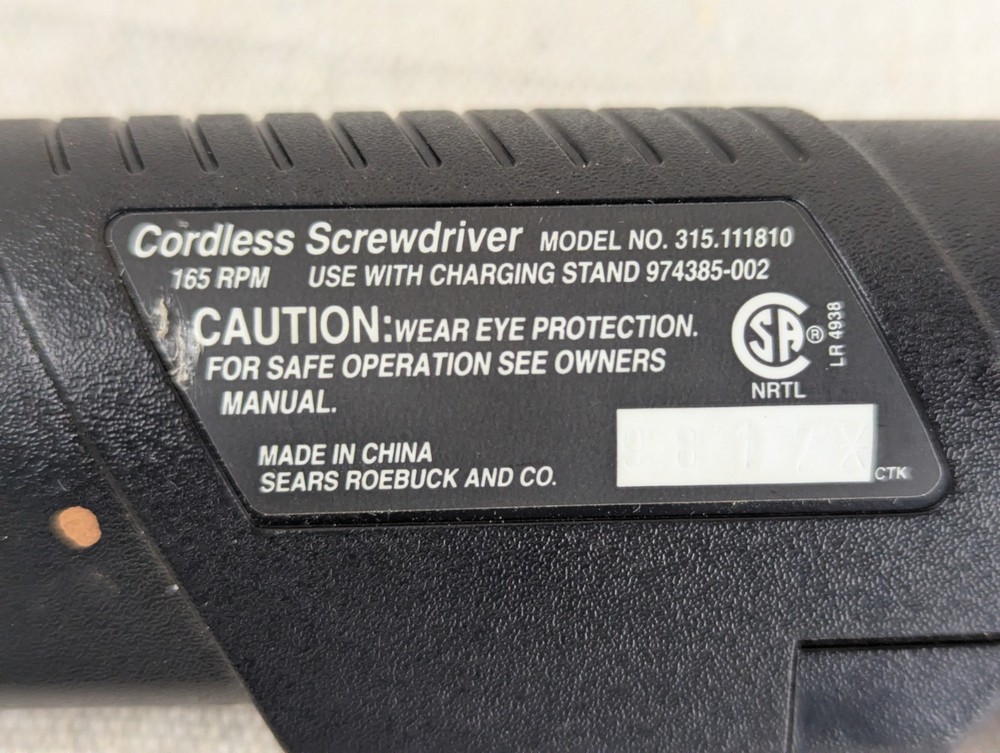 Cordless Screwdriver MODEL NO. 315.111810
165 RPM USE WITH CHARGING STAND 974385-002
CAUTION: WEAR EYE PROTECTION.
FOR SAFE OPERATION SEE OWNERS
MANUAL.
SA ®
NRTL
LR 4938
MADE IN CHINA
SEARS ROEBUCK AND CO.
CTK